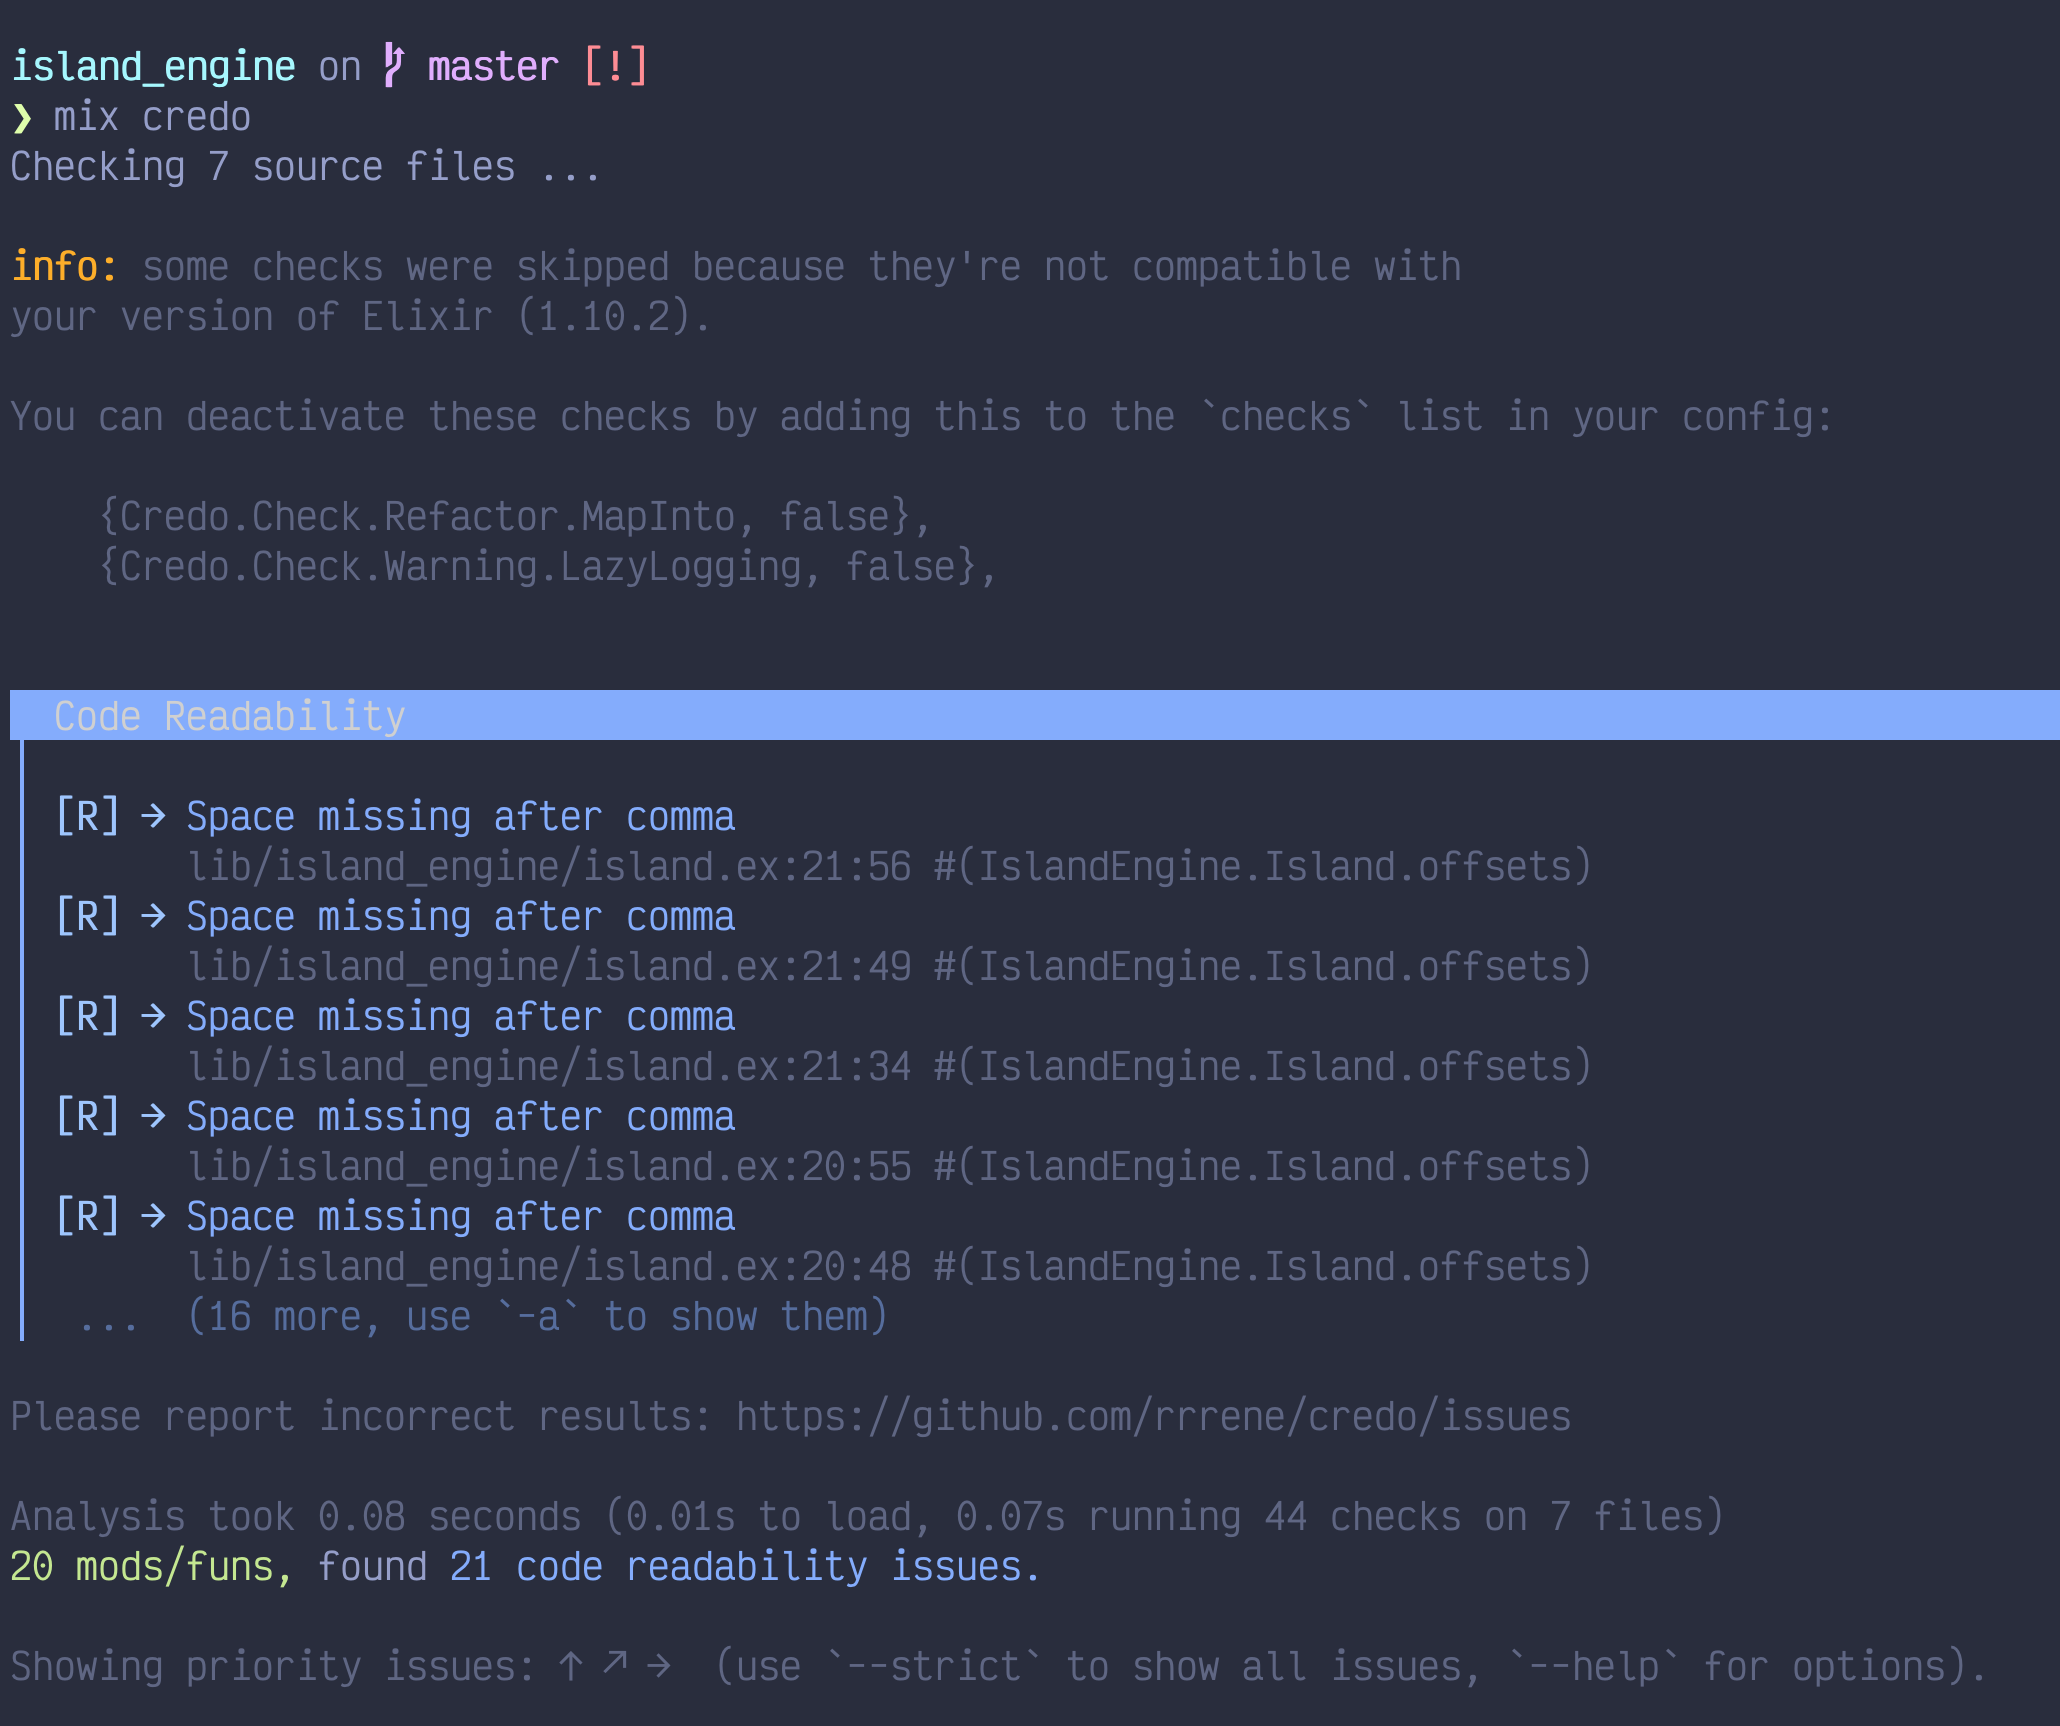 island_engine on master [!]
❯ mix credo
Checking 7 source files ...
info: some checks were skipped because they're not compatible with
your version of Elixir (1.10.2).
You can deactivate these checks by adding this to the `checks` list in your config:
{Credo.Check.Refactor.MapInto, false},
{Credo.Check.Warning.LazyLogging, false},
Code Readability
[R] → Space missing after comma
lib/island_engine/island.ex:21:56 #(IslandEngine.Island.offsets)
[R] → Space missing after comma
lib/island_engine/island.ex:21:49 #(IslandEngine.Island.offsets)
[R] → Space missing after comma
lib/island_engine/island.ex:21:34 #(IslandEngine.Island.offsets)
[R] → Space missing after comma
lib/island_engine/island.ex:20:55 #(IslandEngine.Island.offsets)
[R] → Space missing after comma
lib/island_engine/island.ex:20:48 #(IslandEngine.Island.offsets)
... (16 more, use `-a` to show them)
Please report incorrect results: https://github.com/rrrene/credo/issues
Analysis took 0.08 seconds (0.01s to load, 0.07s running 44 checks on 7 files)
20 mods/funs, found 21 code readability issues.
Showing priority issues: ↑ ↗ → (use `--strict` to show all issues, `--help` for options).